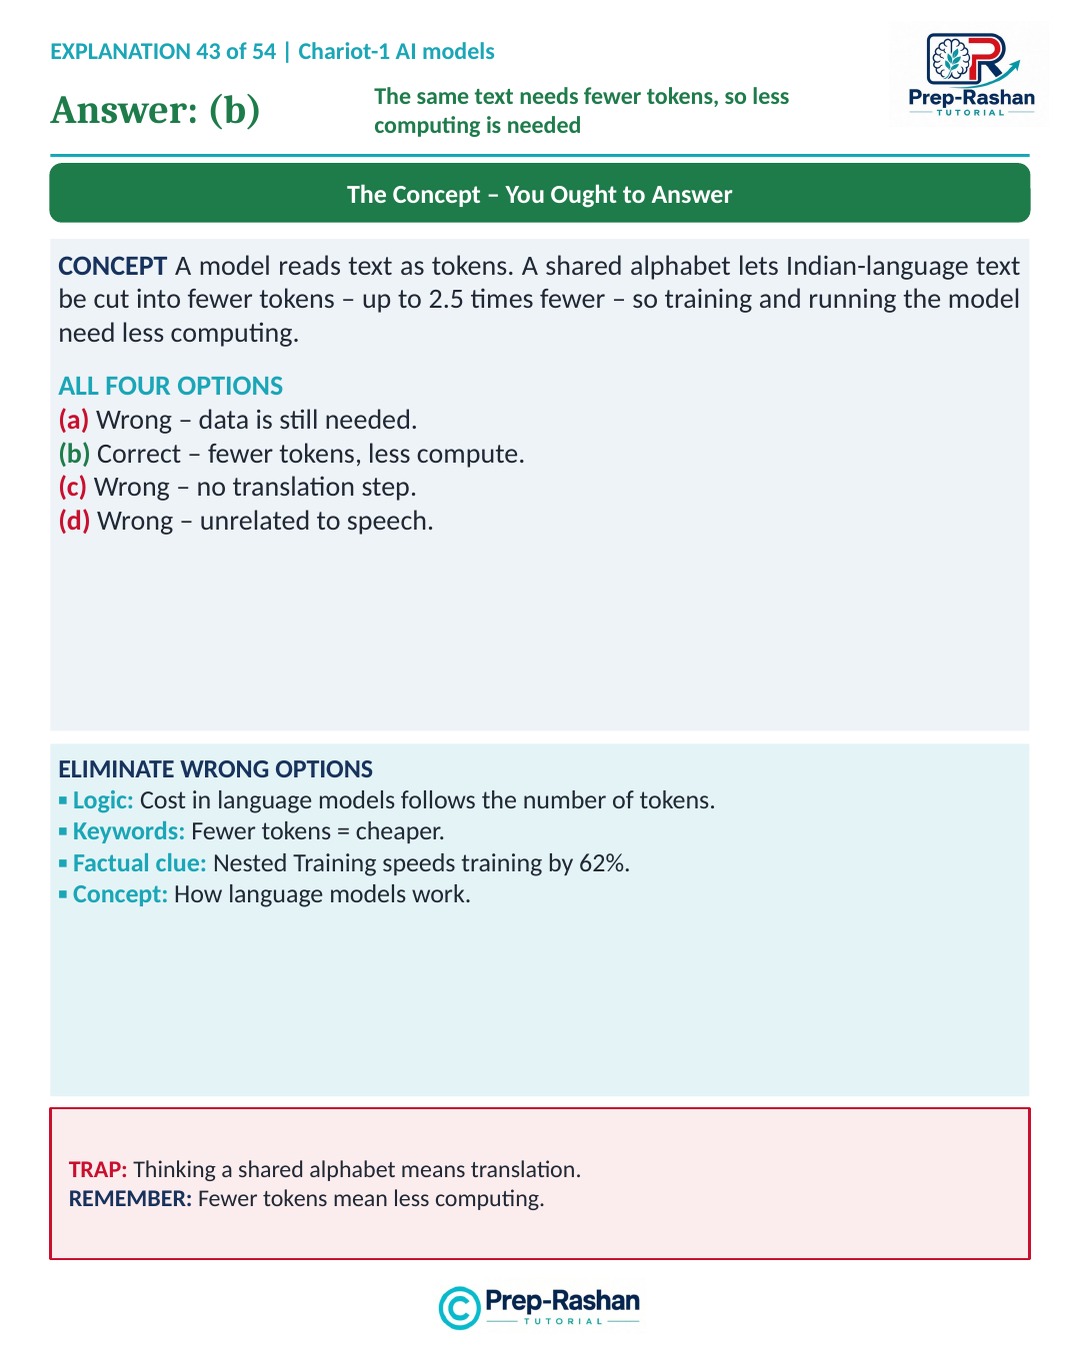 EXPLANATION 43 of 54 | Chariot-1 AI models
Prep-Rashan
TUTORIAL
Answer: (b)
The same text needs fewer tokens, so less
computing is needed
The Concept – You Ought to Answer
CONCEPT A model reads text as tokens. A shared alphabet lets Indian-language text
be cut into fewer tokens – up to 2.5 times fewer – so training and running the model
need less computing.
ALL FOUR OPTIONS
(a) Wrong – data is still needed.
(b) Correct – fewer tokens, less compute.
(c) Wrong – no translation step.
(d) Wrong – unrelated to speech.
ELIMINATE WRONG OPTIONS
▪ Logic: Cost in language models follows the number of tokens.
▪ Keywords: Fewer tokens = cheaper.
▪ Factual clue: Nested Training speeds training by 62%.
▪ Concept: How language models work.
TRAP: Thinking a shared alphabet means translation.
REMEMBER: Fewer tokens mean less computing.
© Prep-Rashan
TUTORIAL